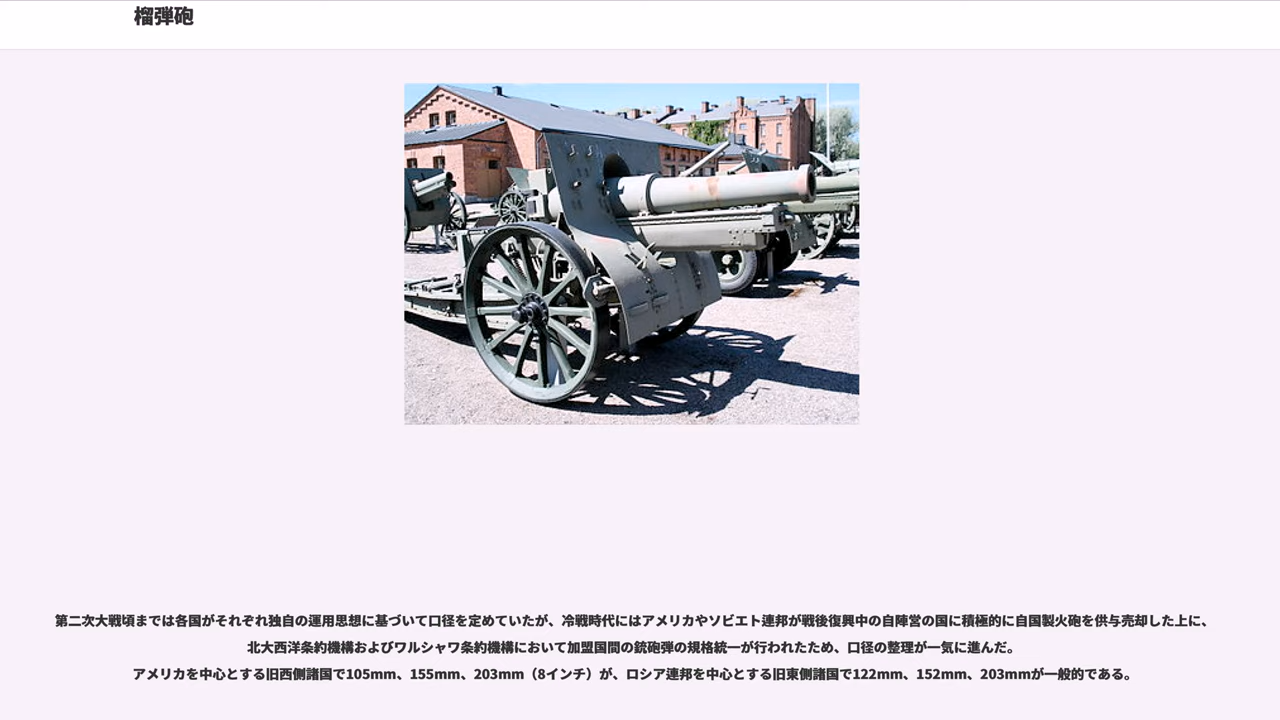 榴弾砲
第二次大戦頃までは各国がそれぞれ独自の運用思想に基づいて口径を定めていたが、冷戦時代にはアメリカやソビエト連邦が戦後復興中の自陣営の国に積極的に自国製火砲を供与売却した上に、
北大西洋条約機構およびワルシャワ条約機構において加盟国間の銃砲弾の規格統一が行われたため、口径の整理が一気に進んだ。
アメリカを中心とする旧西側諸国で105mm、155mm、203mm（8インチ）が、ロシア連邦を中心とする旧東側諸国で122mm、152mm、203mmが一般的である。